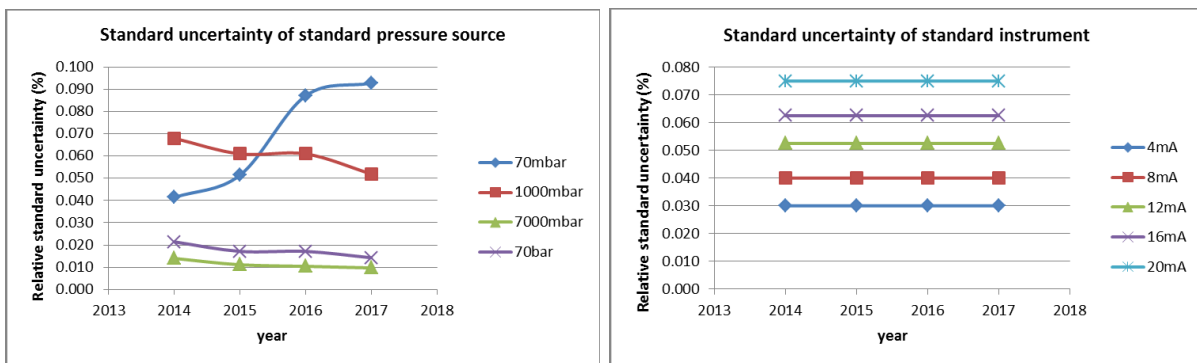 Standard uncertainty of standard pressure source
Relative standard uncertainty (%)
0.100
0.090
0.080
0.070
0.060
0.050
0.040
0.030
0.020
0.010
0.000
2013 2014 2015 2016 2017 2018
year
70mbar
1000mbar
7000mbar
70bar
Standard uncertainty of standard instrument
Relative standard uncertainty (%)
0.080
0.070
0.060
0.050
0.040
0.030
0.020
0.010
0.000
2013 2014 2015 2016 2017 2018
year
4mA
8mA
12mA
16mA
20mA